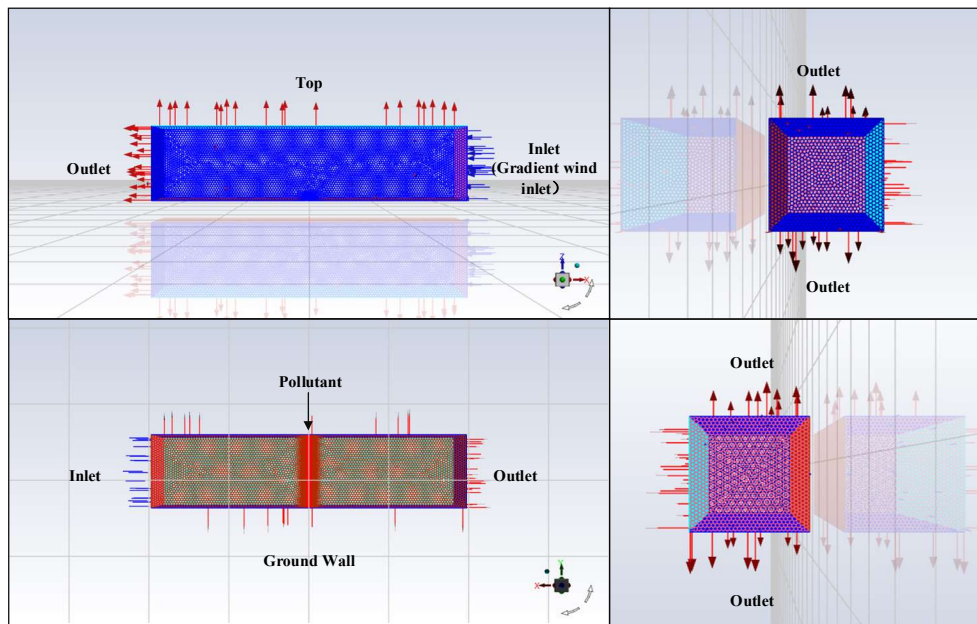 Top
Outlet
Inlet
(Gradient wind
inlet）
Z
X
Outlet
Outlet
Pollutant
Inlet
Outlet
Ground Wall
Y
X
Outlet
Outlet